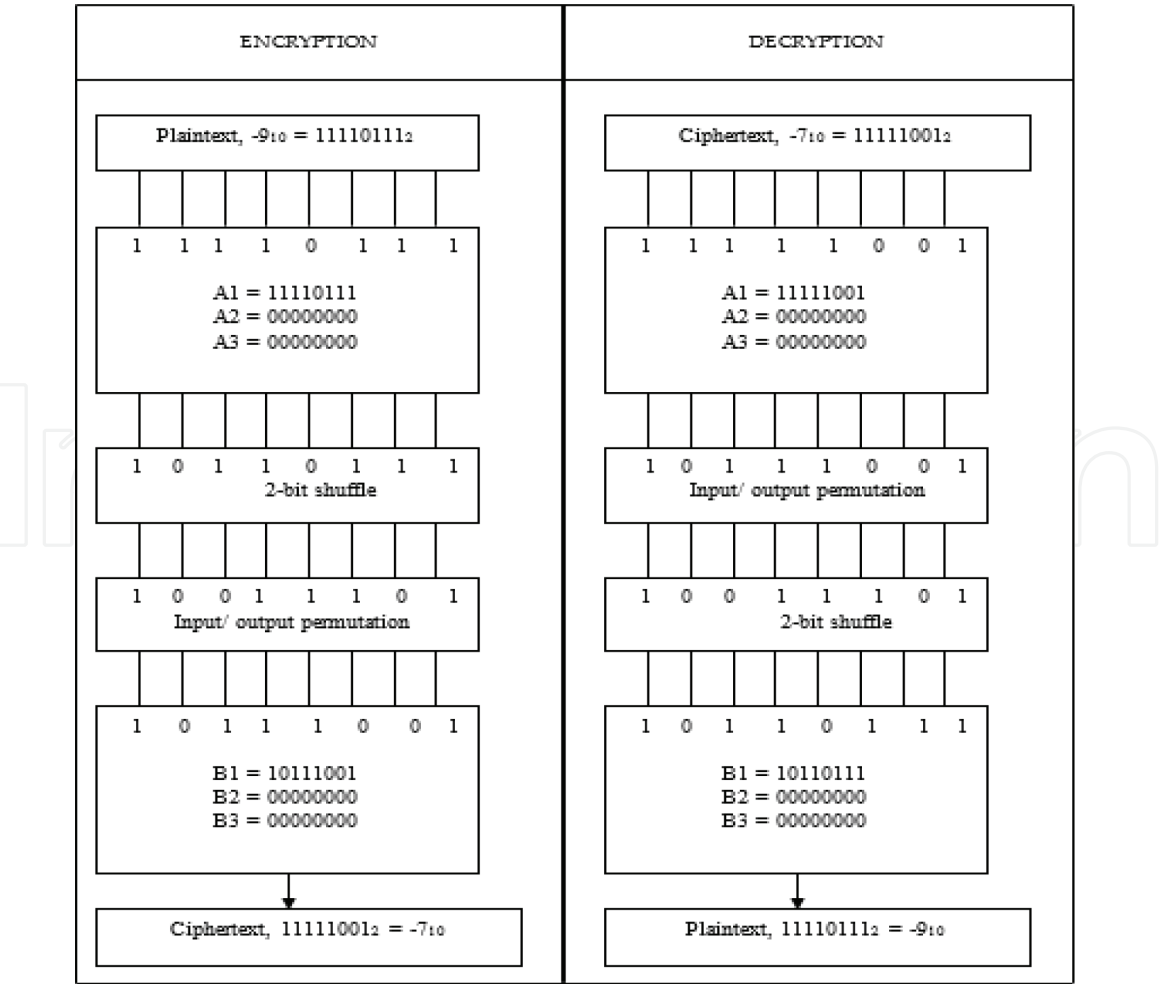 ENCRYPTION
Plaintext, -9₁₀ = 11110111₂
1 1 1 1 0 1 1 1
A1 = 11110111
A2 = 00000000
A3 = 00000000
1 0 1 1 0 1 1 1
2-bit shuffle
1 0 0 1 1 1 0 1
Input/ output permutation
1 0 1 1 1 0 0 1
B1 = 10111001
B2 = 00000000
B3 = 00000000
Ciphertext, 11111001₂ = -7₁₀
DECRYPTION
Ciphertext, -7₁₀ = 11111001₂
1 1 1 1 1 0 0 1
A1 = 11111001
A2 = 00000000
A3 = 00000000
1 0 1 1 1 0 0 1
Input/ output permutation
1 0 0 1 1 1 0 1
2-bit shuffle
1 0 1 1 0 1 1 1
B1 = 10110111
B2 = 00000000
B3 = 00000000
Plaintext, 11110111₂ = -9₁₀